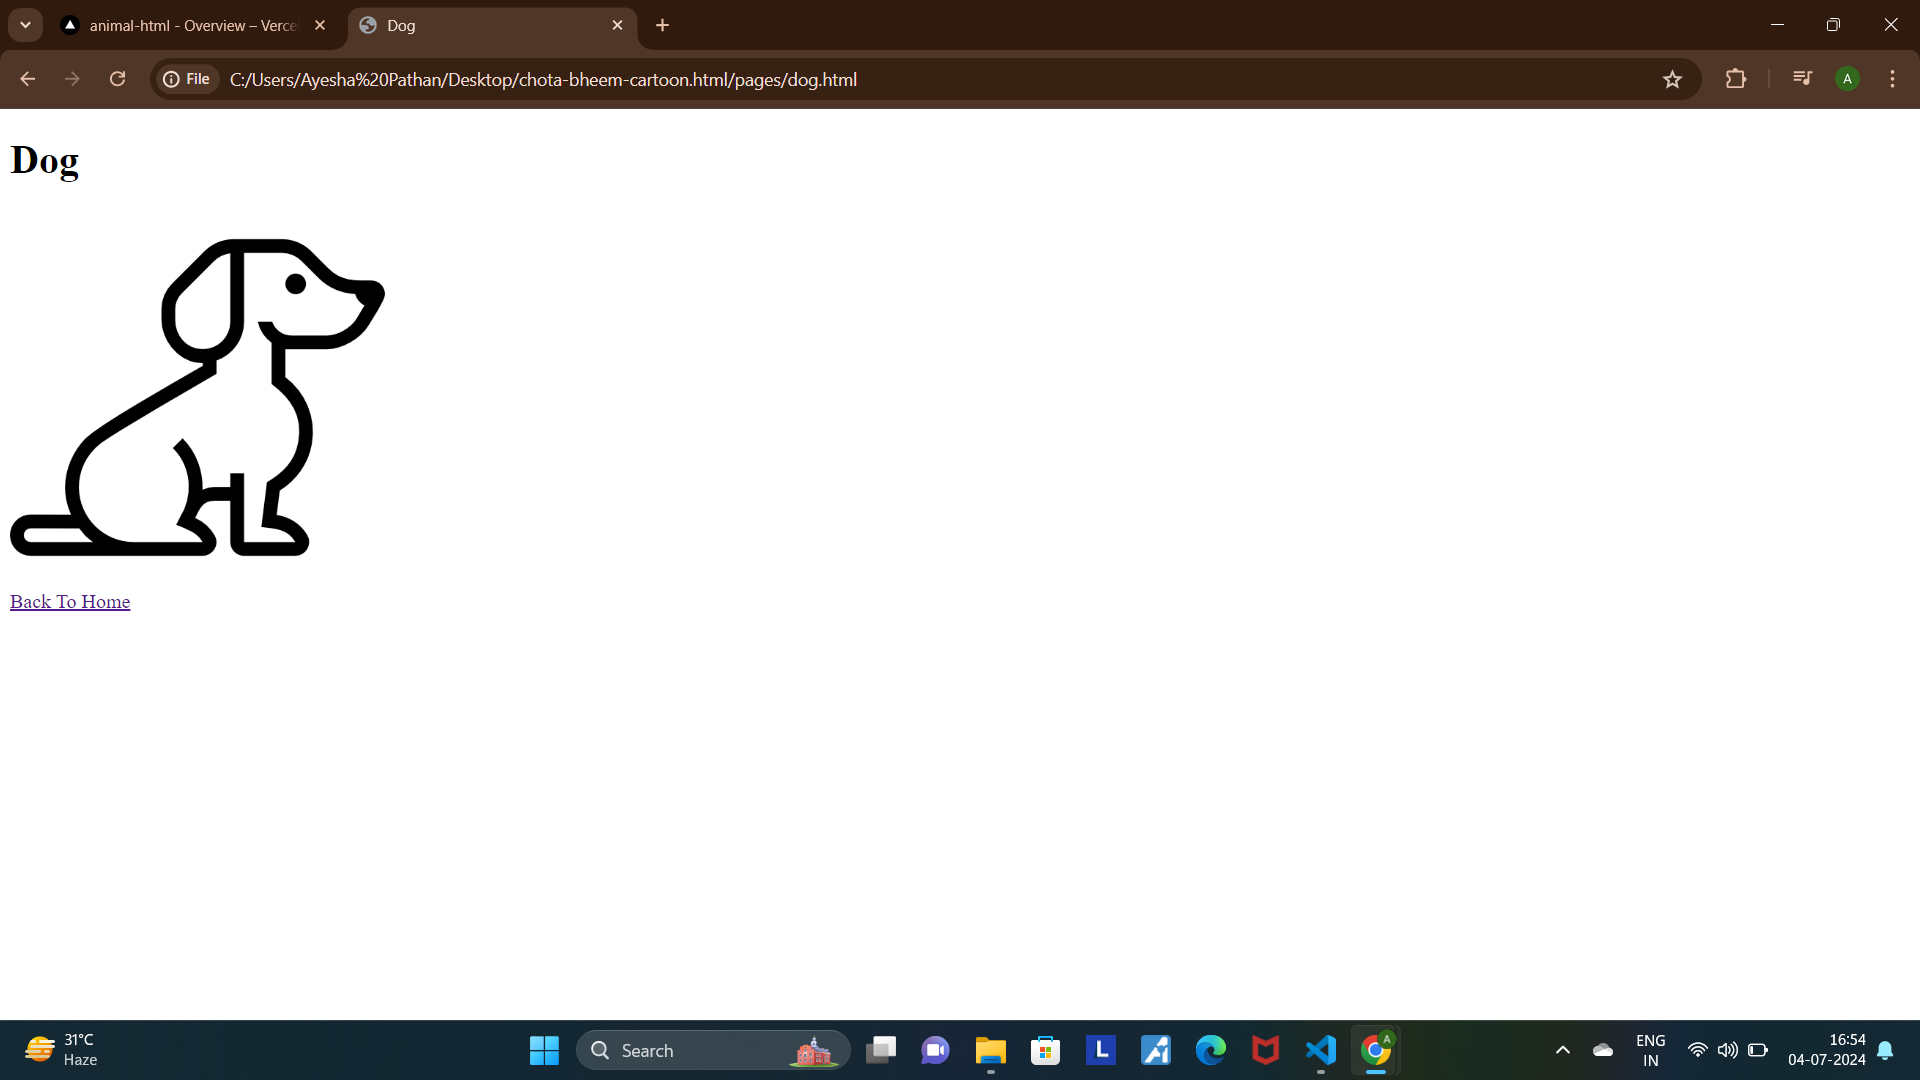 animal-html - Overview – Verce
Dog
File
C:/Users/Ayesha%20Pathan/Desktop/chota-bheem-cartoon.html/pages/dog.html
A
Dog
Back To Home
31°C
Haze
Search
L
A
ENG
IN
16:54
04-07-2024